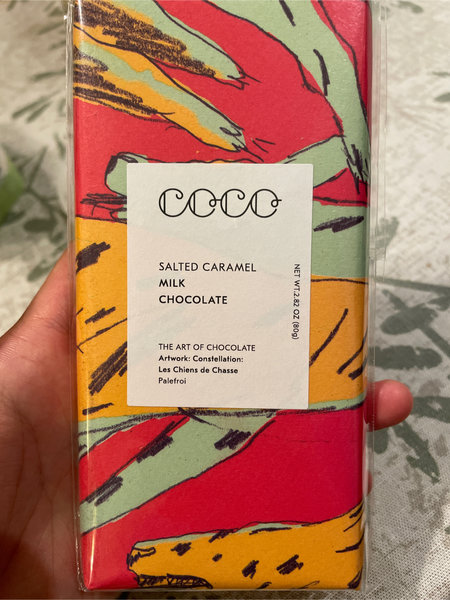 COCO
SALTED CARAMEL
MILK
CHOCOLATE
NET WT:2.82 OZ (80g)
THE ART OF CHOCOLATE
Artwork: Constellation:
Les Chiens de Chasse
Palefroi